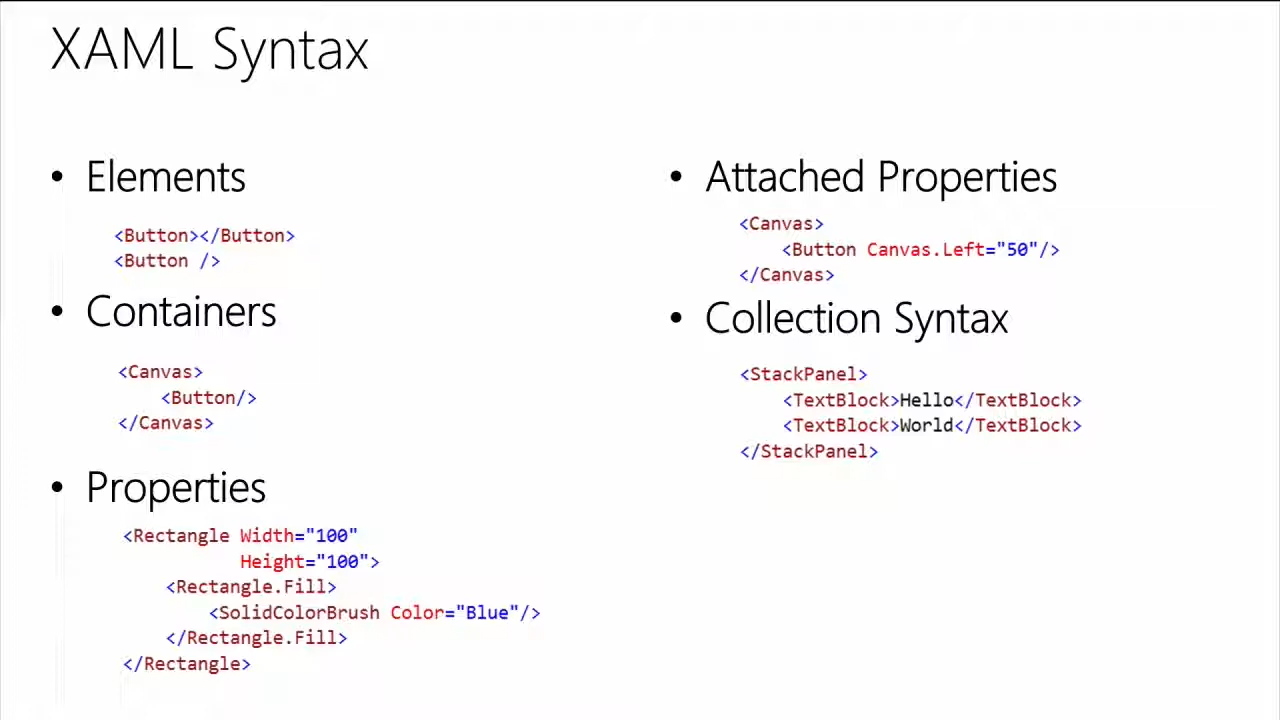 XAML Syntax
• Elements
<Button></Button>
<Button />
• Containers
<Canvas>
<Button/>
</Canvas>
• Properties
<Rectangle Width="100"
Height="100">
<Rectangle.Fill>
<SolidColorBrush Color="Blue"/>
</Rectangle.Fill>
</Rectangle>
• Attached Properties
<Canvas>
<Button Canvas.Left="50"/>
</Canvas>
• Collection Syntax
<StackPanel>
<TextBlock>Hello</TextBlock>
<TextBlock>World</TextBlock>
</StackPanel>